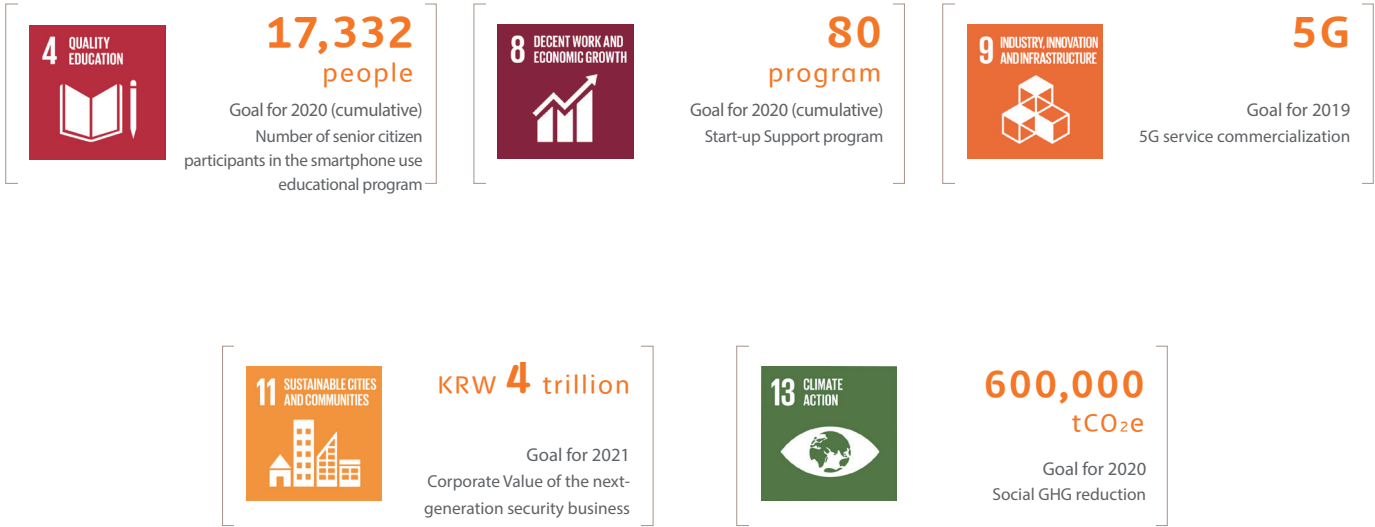 4 QUALITY
EDUCATION
17,332
people
Goal for 2020 (cumulative)
Number of senior citizen
participants in the smartphone use
educational program
8 DECENT WORK AND
ECONOMIC GROWTH
80
program
Goal for 2020 (cumulative)
Start-up Support program
9 INDUSTRY, INNOVATION
AND INFRASTRUCTURE
5G
Goal for 2019
5G service commercialization
11 SUSTAINABLE CITIES
AND COMMUNITIES
KRW 4 trillion
Goal for 2021
Corporate Value of the next-
generation security business
13 CLIMATE
ACTION
600,000
tCO₂e
Goal for 2020
Social GHG reduction